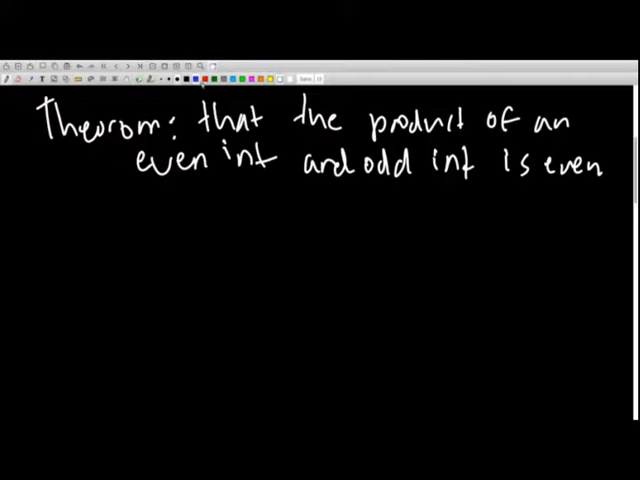 Theorom: that the product of an
even int and odd int is even